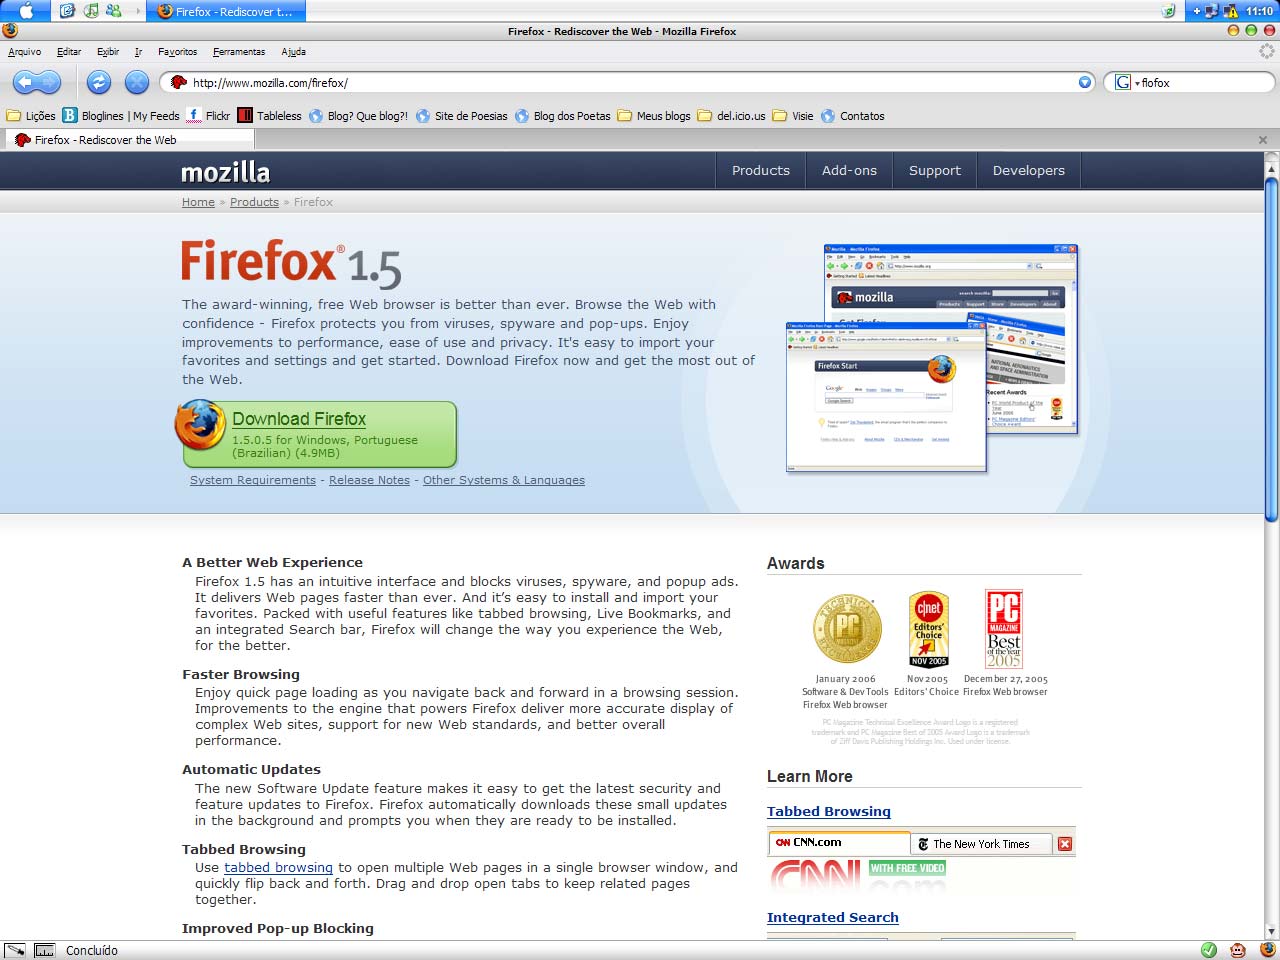 Firefox - Rediscover t...
11:10
Firefox - Rediscover the Web - Mozilla Firefox
Arquivo Editar Exibir Ir Favoritos Ferramentas Ajuda
http://www.mozilla.com/firefox/
G flofox
Lições Bloglines | My Feeds Flickr Tableless Blog? Que blog?! Site de Poesias Blog dos Poetas Meus blogs del.icio.us Visie Contatos
Firefox - Rediscover the Web
mozilla
Products Add-ons Support Developers
Home » Products » Firefox
Firefox® 1.5
The award-winning, free Web browser is better than ever. Browse the Web with
confidence - Firefox protects you from viruses, spyware and pop-ups. Enjoy
improvements to performance, ease of use and privacy. It's easy to import your
favorites and settings and get started. Download Firefox now and get the most out of
the Web.
Download Firefox
1.5.0.5 for Windows, Portuguese
(Brazilian) (4.9MB)
System Requirements - Release Notes - Other Systems & Languages
mozilla
Firefox Start
Google
Recent Awards
A Better Web Experience
Firefox 1.5 has an intuitive interface and blocks viruses, spyware, and popup ads.
It delivers Web pages faster than ever. And it’s easy to install and import your
favorites. Packed with useful features like tabbed browsing, Live Bookmarks, and
an integrated Search bar, Firefox will change the way you experience the Web,
for the better.
Faster Browsing
Enjoy quick page loading as you navigate back and forward in a browsing session.
Improvements to the engine that powers Firefox deliver more accurate display of
complex Web sites, support for new Web standards, and better overall
performance.
Automatic Updates
The new Software Update feature makes it easy to get the latest security and
feature updates to Firefox. Firefox automatically downloads these small updates
in the background and prompts you when they are ready to be installed.
Tabbed Browsing
Use tabbed browsing to open multiple Web pages in a single browser window, and
quickly flip back and forth. Drag and drop open tabs to keep related pages
together.
Improved Pop-up Blocking
Awards
TECHNICAL
PC
EXCELLENCE
c|net
Editors'
Choice
NOV 2005
PC
MAGAZINE
Best
of the year
2005
January 2006
Software & Dev Tools
Firefox Web browser
Nov 2005
Editors' Choice
December 27, 2005
Firefox Web browser
PC Magazine Technical Excellence Award Logo is a registered
trademark and PC Magazine Best of 2005 Award Logo is a trademark
of Ziff Davis Publishing Holdings Inc. Used under license.
Learn More
Tabbed Browsing
CNN CNN.com The New York Times
CNN WITH FREE VIDEO
.com
Integrated Search
Concluído